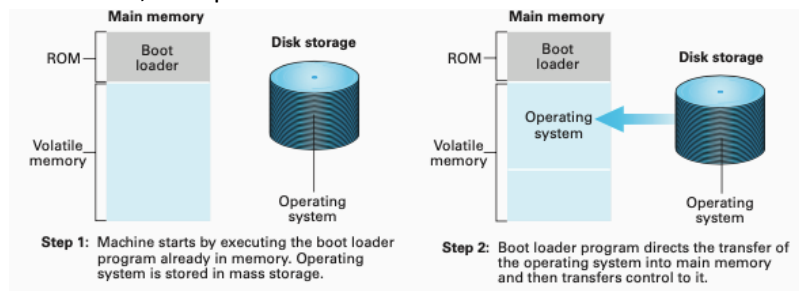 Main memory
ROM
Boot
loader
Volatile
memory
Disk storage
Operating
system
Step 1: Machine starts by executing the boot loader
program already in memory. Operating
system is stored in mass storage.
Main memory
ROM
Boot
loader
Volatile
memory
Operating
system
Disk storage
Operating
system
Step 2: Boot loader program directs the transfer of
the operating system into main memory
and then transfers control to it.